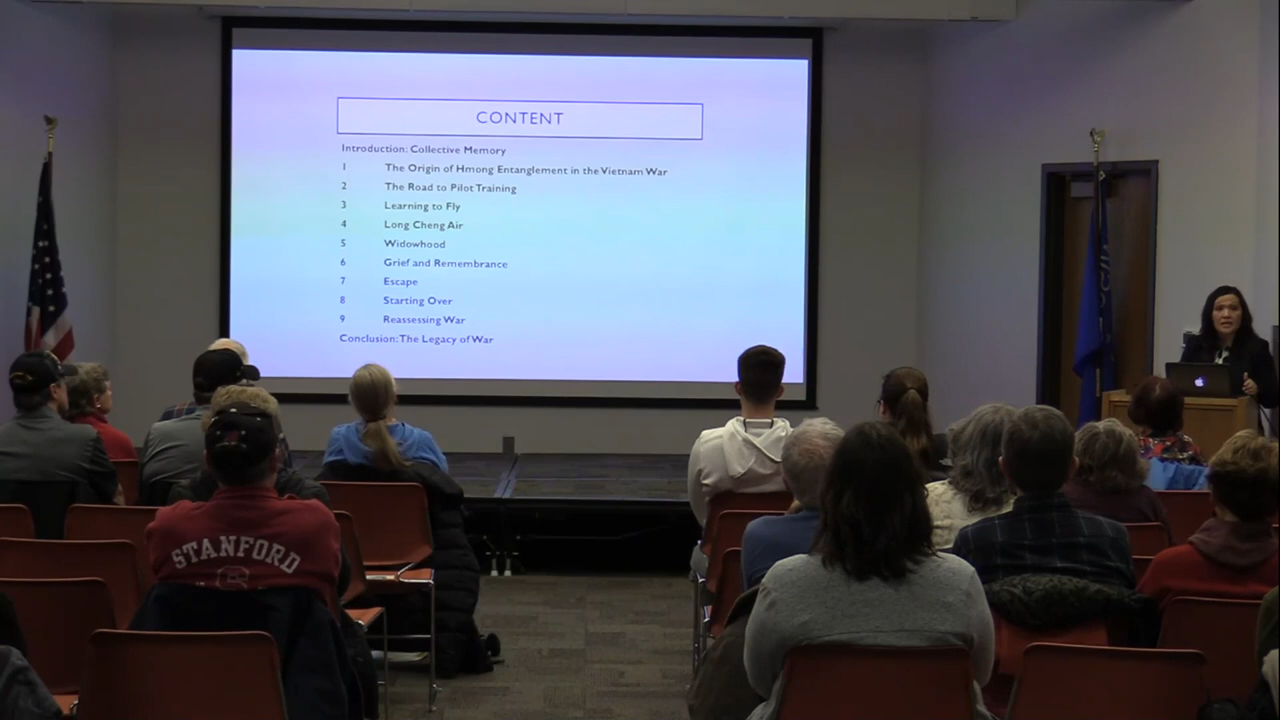 CONTENT
Introduction: Collective Memory
1 The Origin of Hmong Entanglement in the Vietnam War
2 The Road to Pilot Training
3 Learning to Fly
4 Long Cheng Air
5 Widowhood
6 Grief and Remembrance
7 Escape
8 Starting Over
9 Reassessing War
Conclusion: The Legacy of War
STANFORD